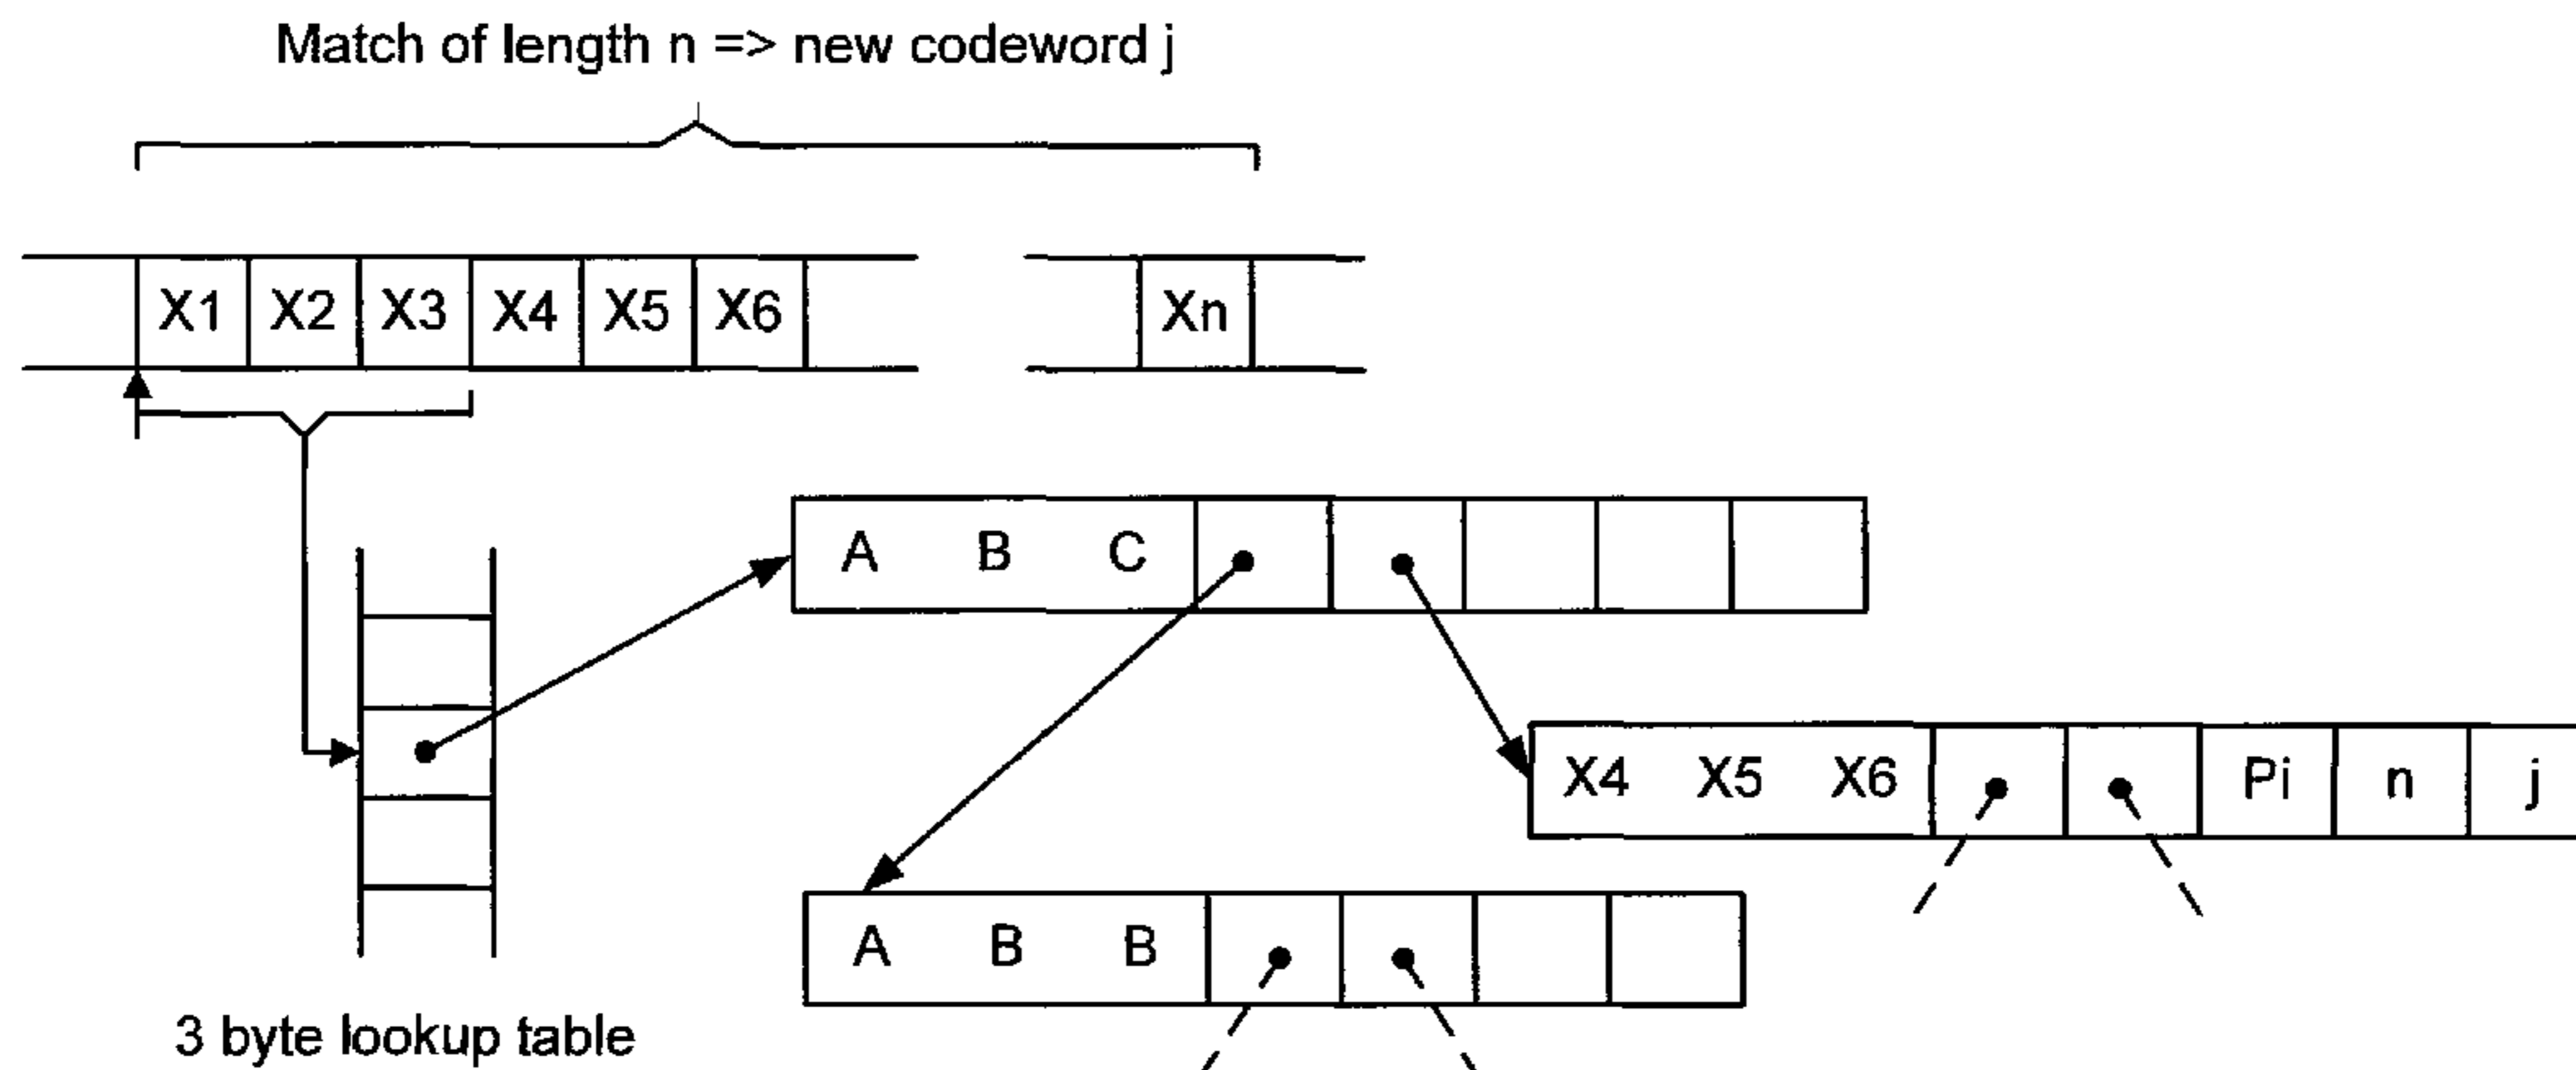 Match of length n => new codeword j
X1 X2 X3 X4 X5 X6 Xn
A B C
X4 X5 X6 Pi n j
A B B
3 byte lookup table